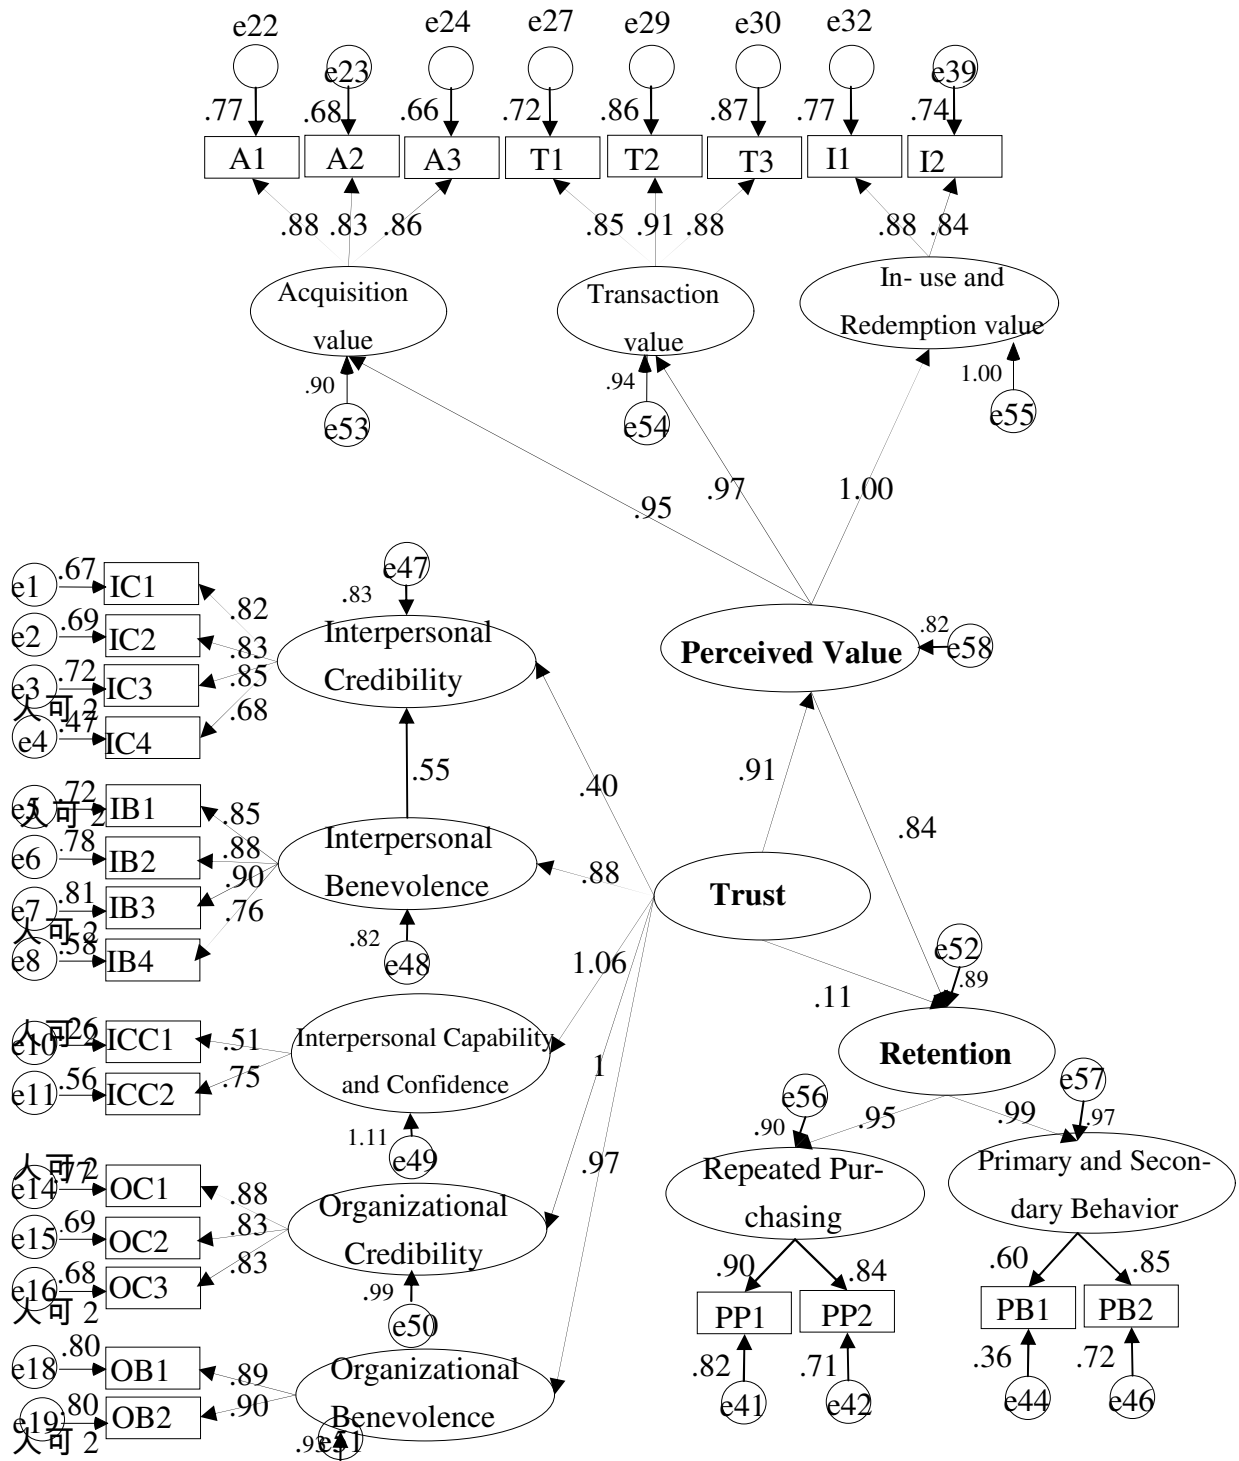 e22 e23 e24 e27 e29 e30 e32 e39
.77 .68 .66 .72 .86 .87 .77 .74
A1 A2 A3 T1 T2 T3 I1 I2
.88 .83 .86 .85 .91 .88 .88 .84
Acquisition
value
Transaction
value
In- use and
Redemption value
.90 .94 1.00
e53 e54 e55
.95 .97 1.00
e1 .67 IC1 .82
e2 .69 IC2 .83
e3 .72 IC3 .85
人可 2
e4 .47 IC4 .68
e47
.83
Interpersonal
Credibility
Perceived Value
.82
e58
.55
.40
.91
.84
e5 .72 IB1 .85
人可 2
e6 .78 IB2 .88
e7 .81 IB3 .90
人可 2
e8 .58 IB4 .76
Interpersonal
Benevolence
.88
Trust
.82
e48
1.06
.11
e52
.89
人可 2
e10 .26 ICC1 .51
e11 .56 ICC2 .75
Interpersonal Capability
and Confidence
1
Retention
1.11
e49
.97
e56
.90
.95
.99
e57
.97
人可 2
e14 .77 OC1 .88
e15 .69 OC2 .83
e16 .68 OC3 .83
人可 2
Organizational
Credibility
Repeated Pur-
chasing
Primary and Secon-
dary Behavior
.99
e50
.90 .84 .60 .85
PP1 PP2 PB1 PB2
.82 .71 .36 .72
e41 e42 e44 e46
e18 .80 OB1 .89
e19 .80 OB2 .90
人可 2
Organizational
Benevolence
.93
e51